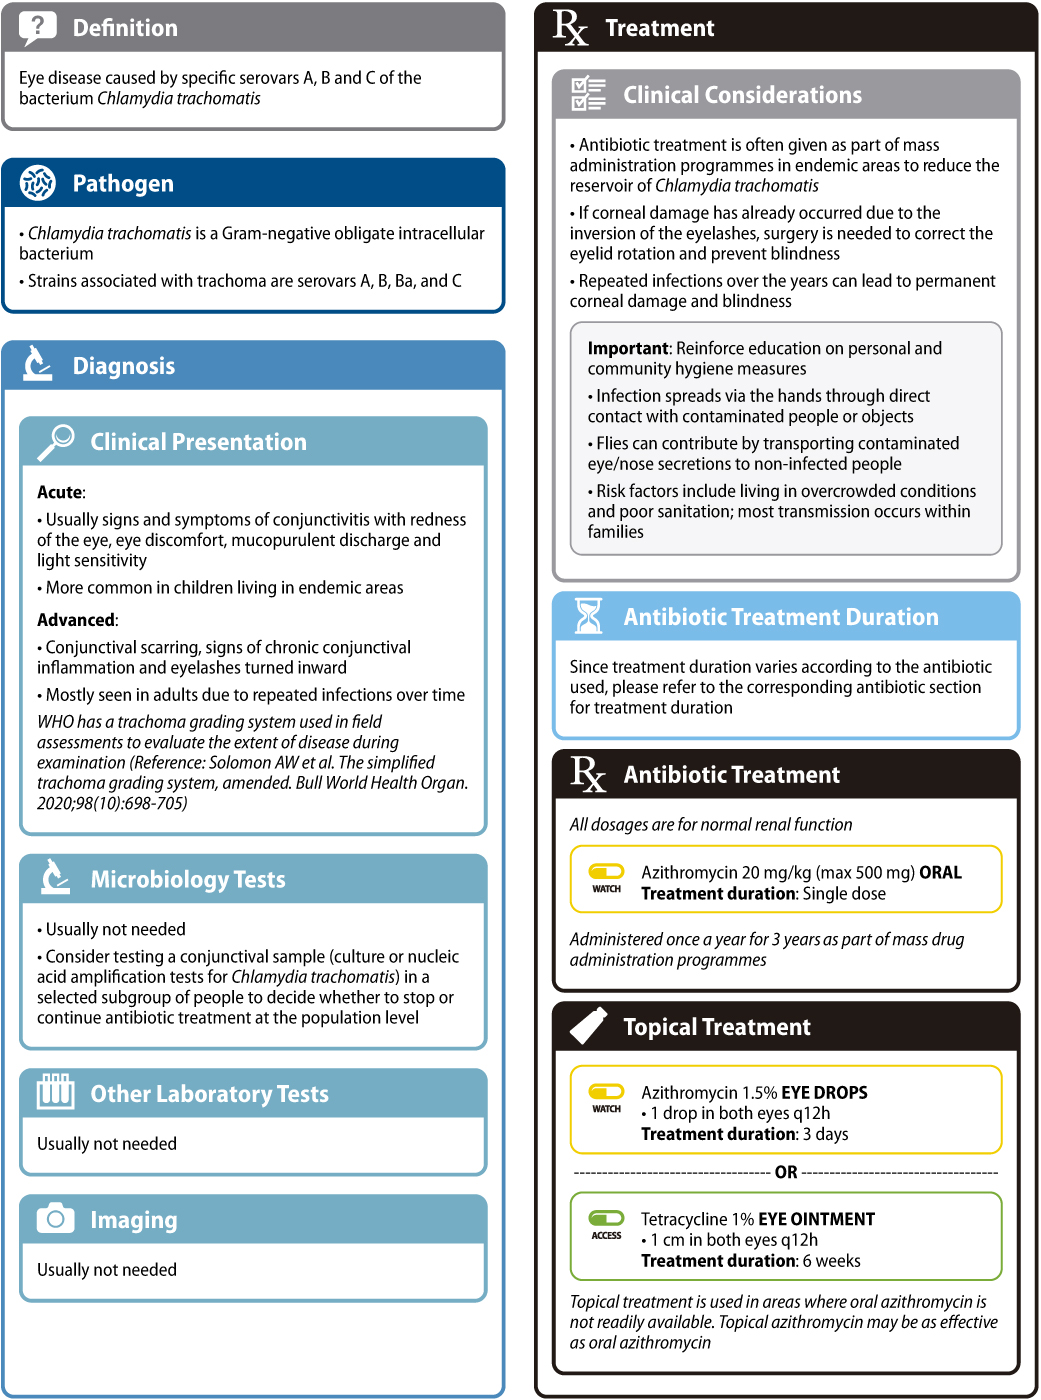 Definition
Eye disease caused by specific serovars A, B and C of the
bacterium Chlamydia trachomatis
Pathogen
• Chlamydia trachomatis is a Gram-negative obligate intracellular
bacterium
• Strains associated with trachoma are serovars A, B, Ba, and C
Diagnosis
Clinical Presentation
Acute:
• Usually signs and symptoms of conjunctivitis with redness
of the eye, eye discomfort, mucopurulent discharge and
light sensitivity
• More common in children living in endemic areas
Advanced:
• Conjunctival scarring, signs of chronic conjunctival
inflammation and eyelashes turned inward
• Mostly seen in adults due to repeated infections over time
WHO has a trachoma grading system used in field
assessments to evaluate the extent of disease during
examination (Reference: Solomon AW et al. The simplified
trachoma grading system, amended. Bull World Health Organ.
2020;98(10):698-705)
Microbiology Tests
• Usually not needed
• Consider testing a conjunctival sample (culture or nucleic
acid amplification tests for Chlamydia trachomatis) in a
selected subgroup of people to decide whether to stop or
continue antibiotic treatment at the population level
Other Laboratory Tests
Usually not needed
Imaging
Usually not needed
Rx Treatment
Clinical Considerations
• Antibiotic treatment is often given as part of mass
administration programmes in endemic areas to reduce the
reservoir of Chlamydia trachomatis
• If corneal damage has already occurred due to the
inversion of the eyelashes, surgery is needed to correct the
eyelid rotation and prevent blindness
• Repeated infections over the years can lead to permanent
corneal damage and blindness
Important: Reinforce education on personal and
community hygiene measures
• Infection spreads via the hands through direct
contact with contaminated people or objects
• Flies can contribute by transporting contaminated
eye/nose secretions to non-infected people
• Risk factors include living in overcrowded conditions
and poor sanitation; most transmission occurs within
families
Antibiotic Treatment Duration
Since treatment duration varies according to the antibiotic
used, please refer to the corresponding antibiotic section
for treatment duration
Rx Antibiotic Treatment
All dosages are for normal renal function
Azithromycin 20 mg/kg (max 500 mg) ORAL
WATCH
Treatment duration: Single dose
Administered once a year for 3 years as part of mass drug
administration programmes
Topical Treatment
Azithromycin 1.5% EYE DROPS
WATCH
• 1 drop in both eyes q12h
Treatment duration: 3 days
OR
Tetracycline 1% EYE OINTMENT
ACCESS
• 1 cm in both eyes q12h
Treatment duration: 6 weeks
Topical treatment is used in areas where oral azithromycin is
not readily available. Topical azithromycin may be as effective
as oral azithromycin